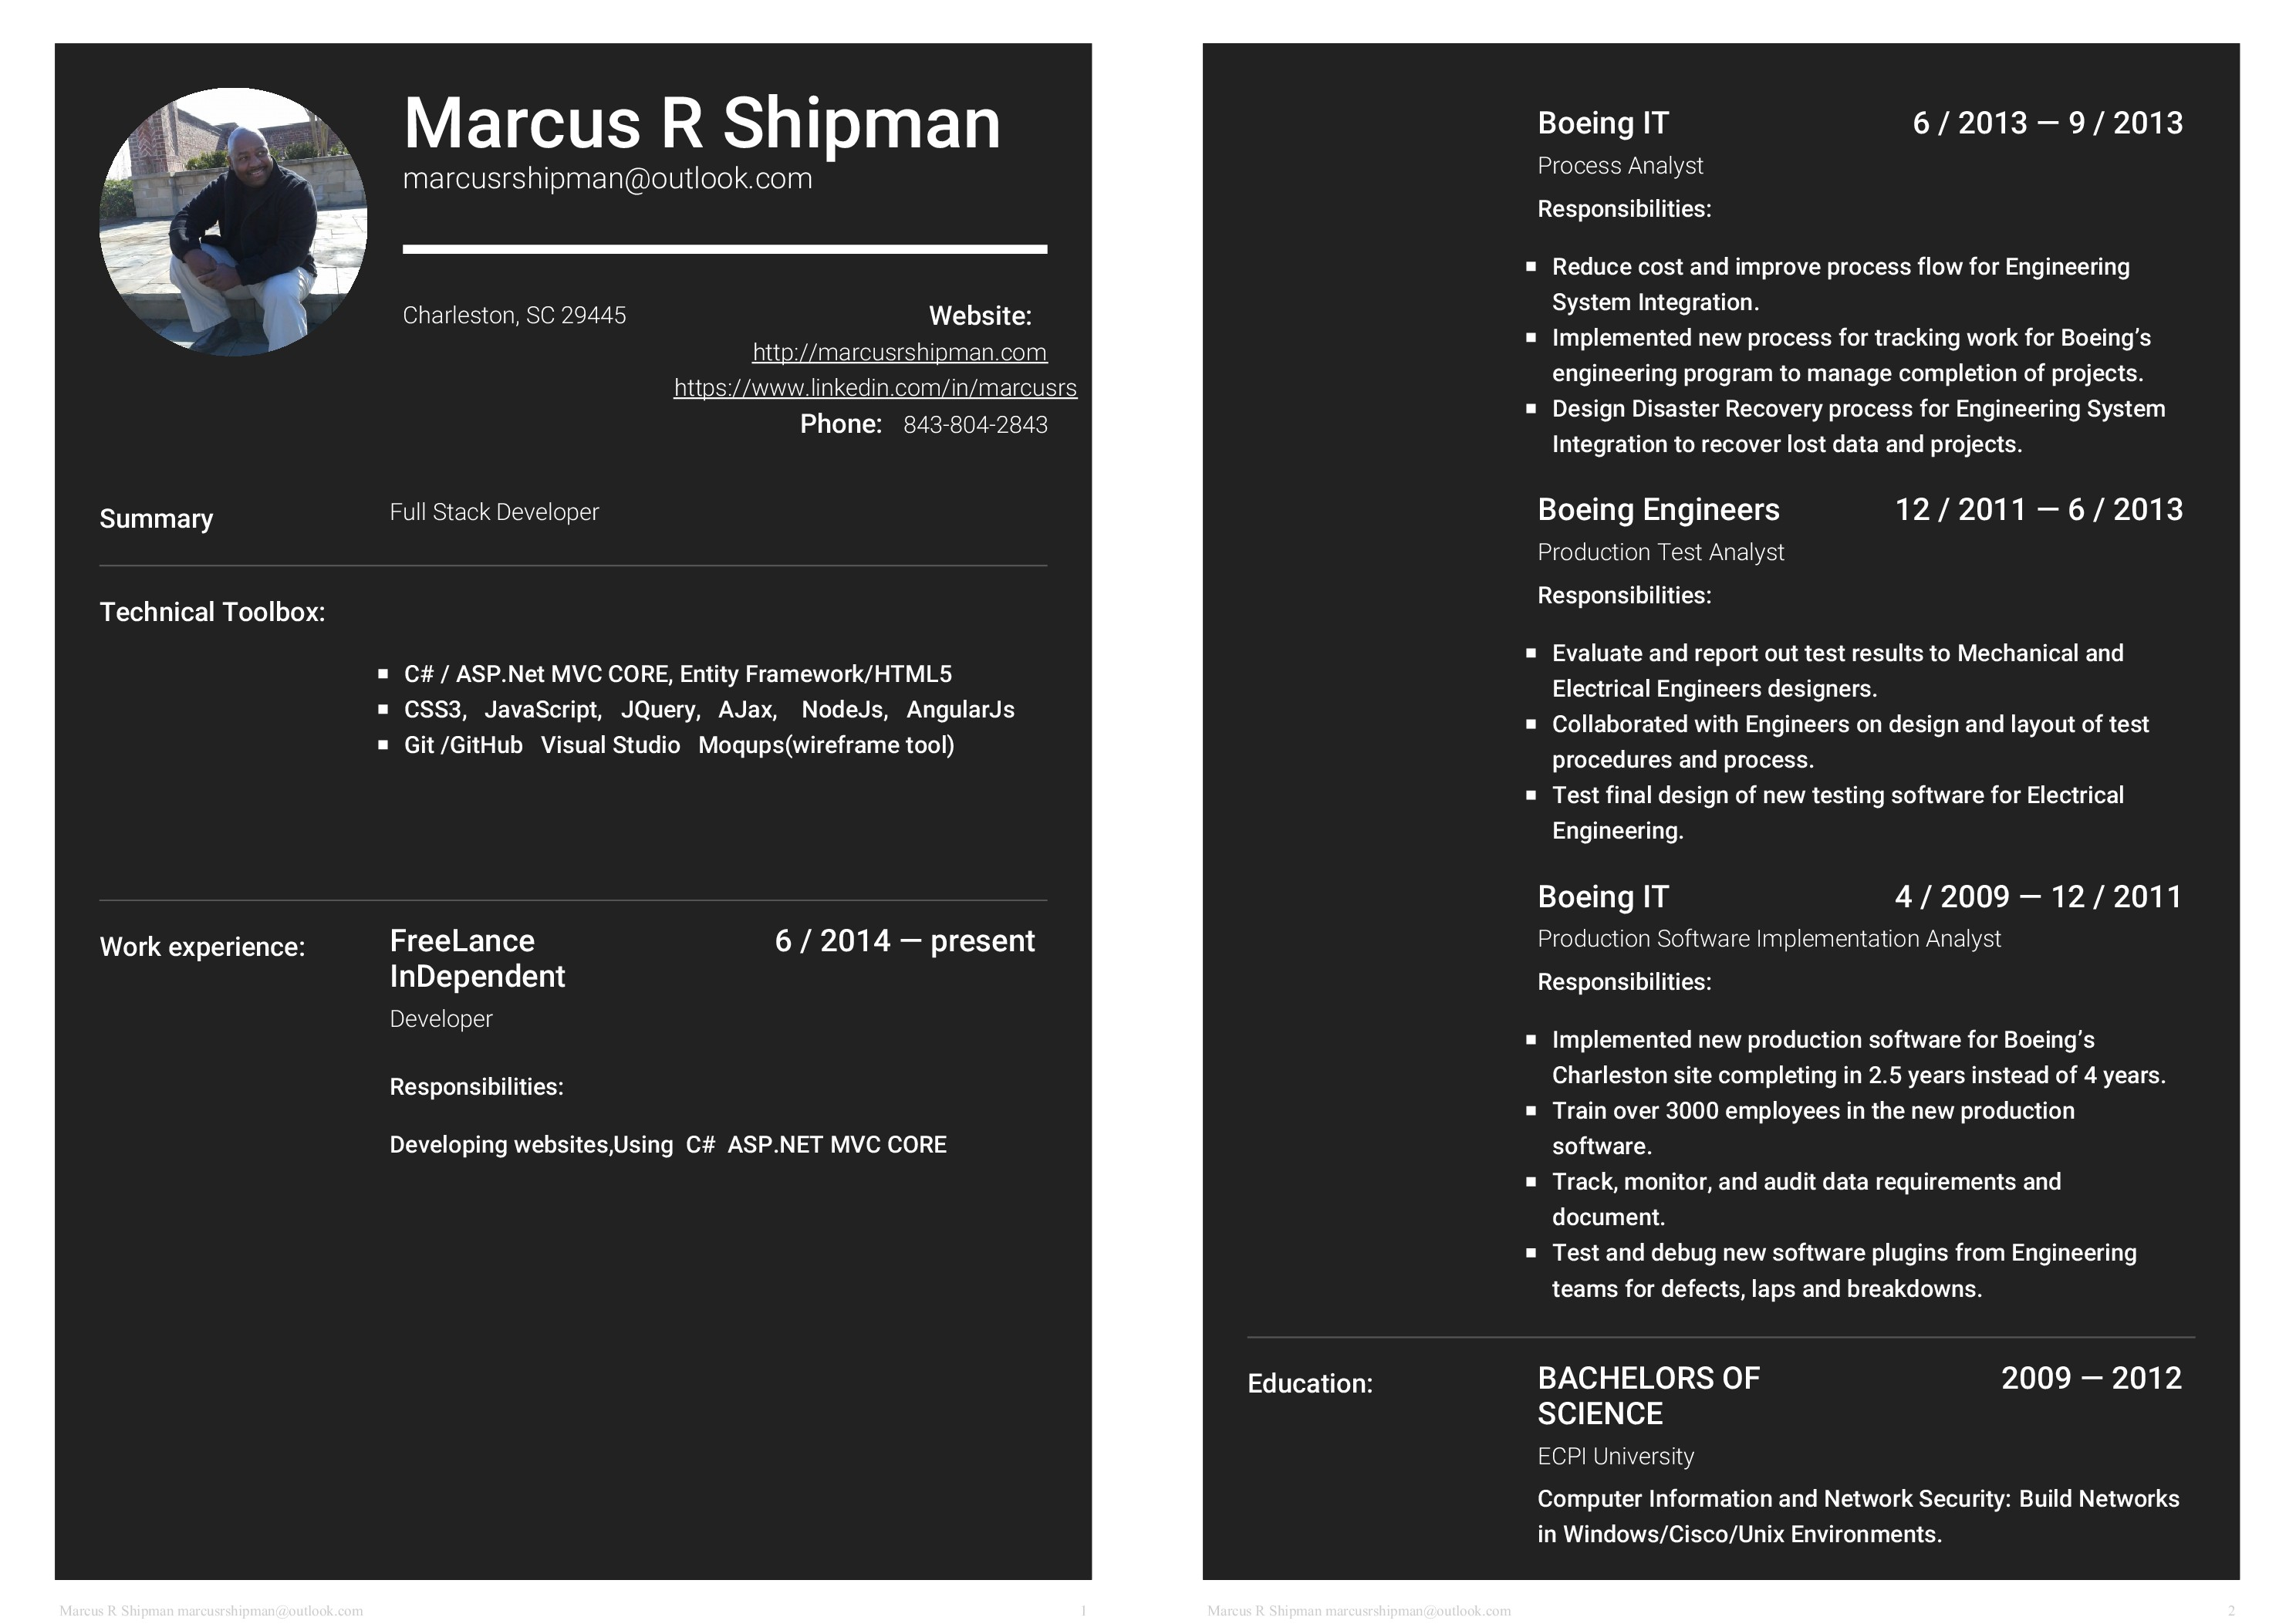 Marcus R Shipman
marcusrshipman@outlook.com
Charleston, SC 29445
Website:
http://marcusrshipman.com
https://www.linkedin.com/in/marcusrs
Phone: 843-804-2843
Summary
Full Stack Developer
Technical Toolbox:
C# / ASP.Net MVC CORE, Entity Framework/HTML5
CSS3, JavaScript, JQuery, AJax, NodeJs, AngularJs
Git /GitHub Visual Studio Moqups(wireframe tool)
Work experience:
FreeLance 6 / 2014 — present
InDependent
Developer
Responsibilities:
Developing websites,Using C# ASP.NET MVC CORE
Marcus R Shipman marcusrshipman@outlook.com 1
Boeing IT 6 / 2013 — 9 / 2013
Process Analyst
Responsibilities:
Reduce cost and improve process flow for Engineering
System Integration.
Implemented new process for tracking work for Boeing’s
engineering program to manage completion of projects.
Design Disaster Recovery process for Engineering System
Integration to recover lost data and projects.
Boeing Engineers 12 / 2011 — 6 / 2013
Production Test Analyst
Responsibilities:
Evaluate and report out test results to Mechanical and
Electrical Engineers designers.
Collaborated with Engineers on design and layout of test
procedures and process.
Test final design of new testing software for Electrical
Engineering.
Boeing IT 4 / 2009 — 12 / 2011
Production Software Implementation Analyst
Responsibilities:
Implemented new production software for Boeing’s
Charleston site completing in 2.5 years instead of 4 years.
Train over 3000 employees in the new production
software.
Track, monitor, and audit data requirements and
document.
Test and debug new software plugins from Engineering
teams for defects, laps and breakdowns.
Education:
BACHELORS OF 2009 — 2012
SCIENCE
ECPI University
Computer Information and Network Security: Build Networks
in Windows/Cisco/Unix Environments.
Marcus R Shipman marcusrshipman@outlook.com 2